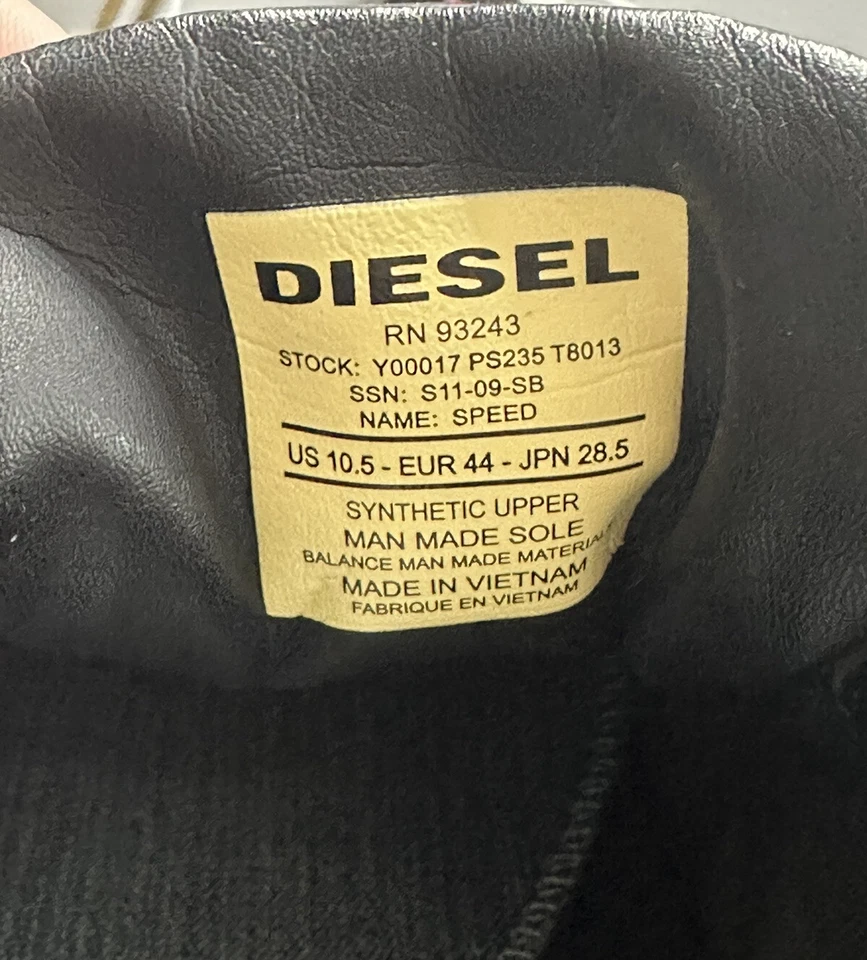 DIESEL
RN 93243
STOCK: Y00017 PS235 T8013
SSN: S11-09-SB
NAME: SPEED
US 10.5 - EUR 44 - JPN 28.5
SYNTHETIC UPPER
MAN MADE SOLE
BALANCE MAN MADE MATERIAL
MADE IN VIETNAM
FABRIQUE EN VIETNAM